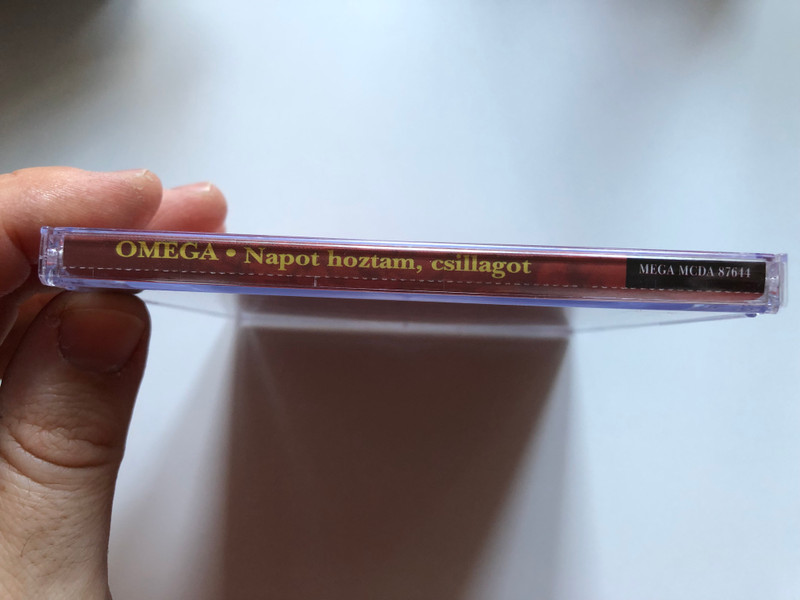 OMEGA • Napot hoztam, csillagot
MEGA MCDA 87644